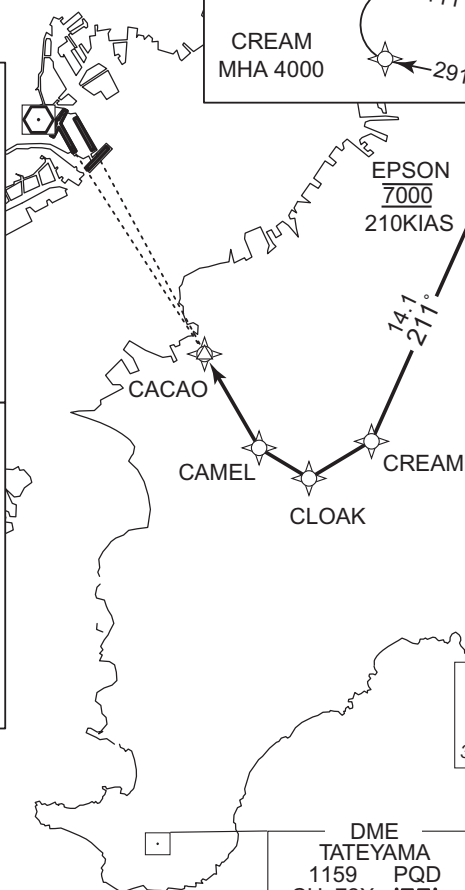 CREAM
MHA 4000
291
EPSON
7000
210KIAS
14.1
211°
CACAO
CAMEL
CREAM
CLOAK
DME
TATEYAMA
1159 PQD